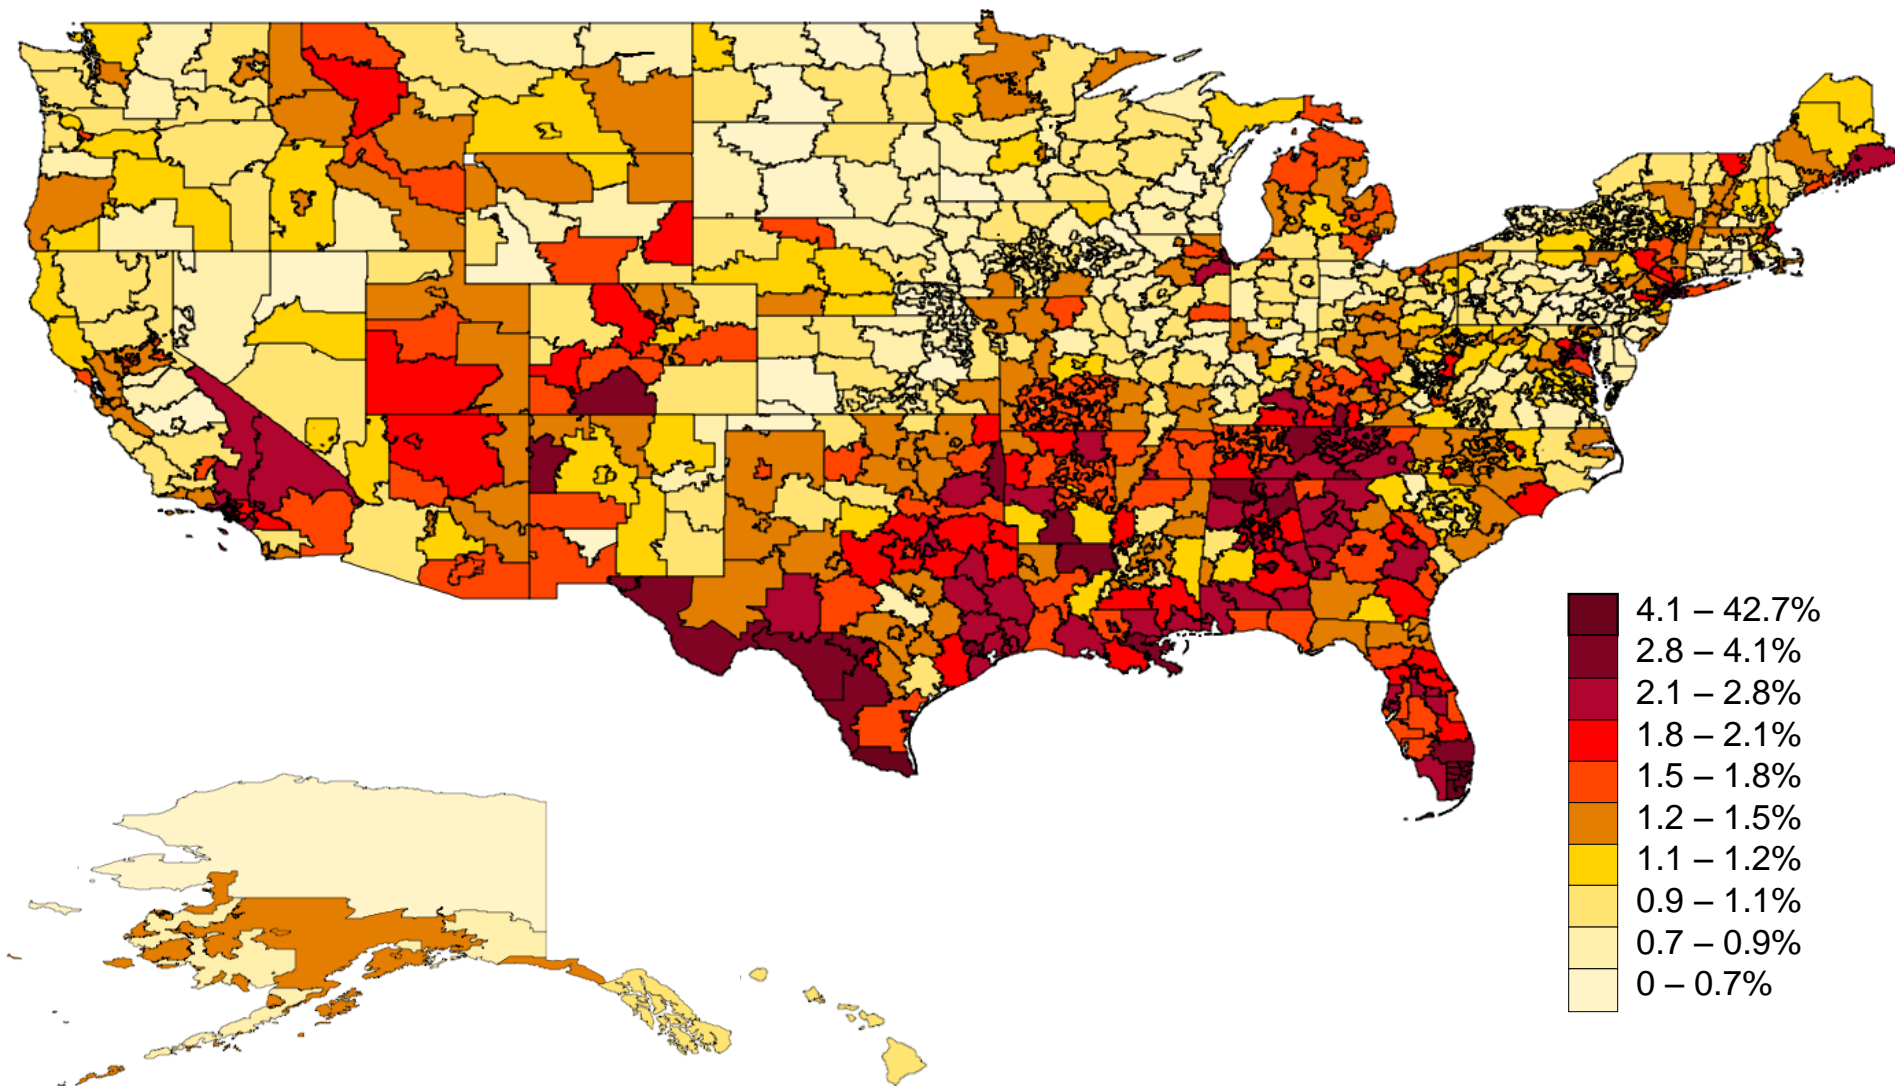 4.1 – 42.7%
2.8 – 4.1%
2.1 – 2.8%
1.8 – 2.1%
1.5 – 1.8%
1.2 – 1.5%
1.1 – 1.2%
0.9 – 1.1%
0.7 – 0.9%
0 – 0.7%